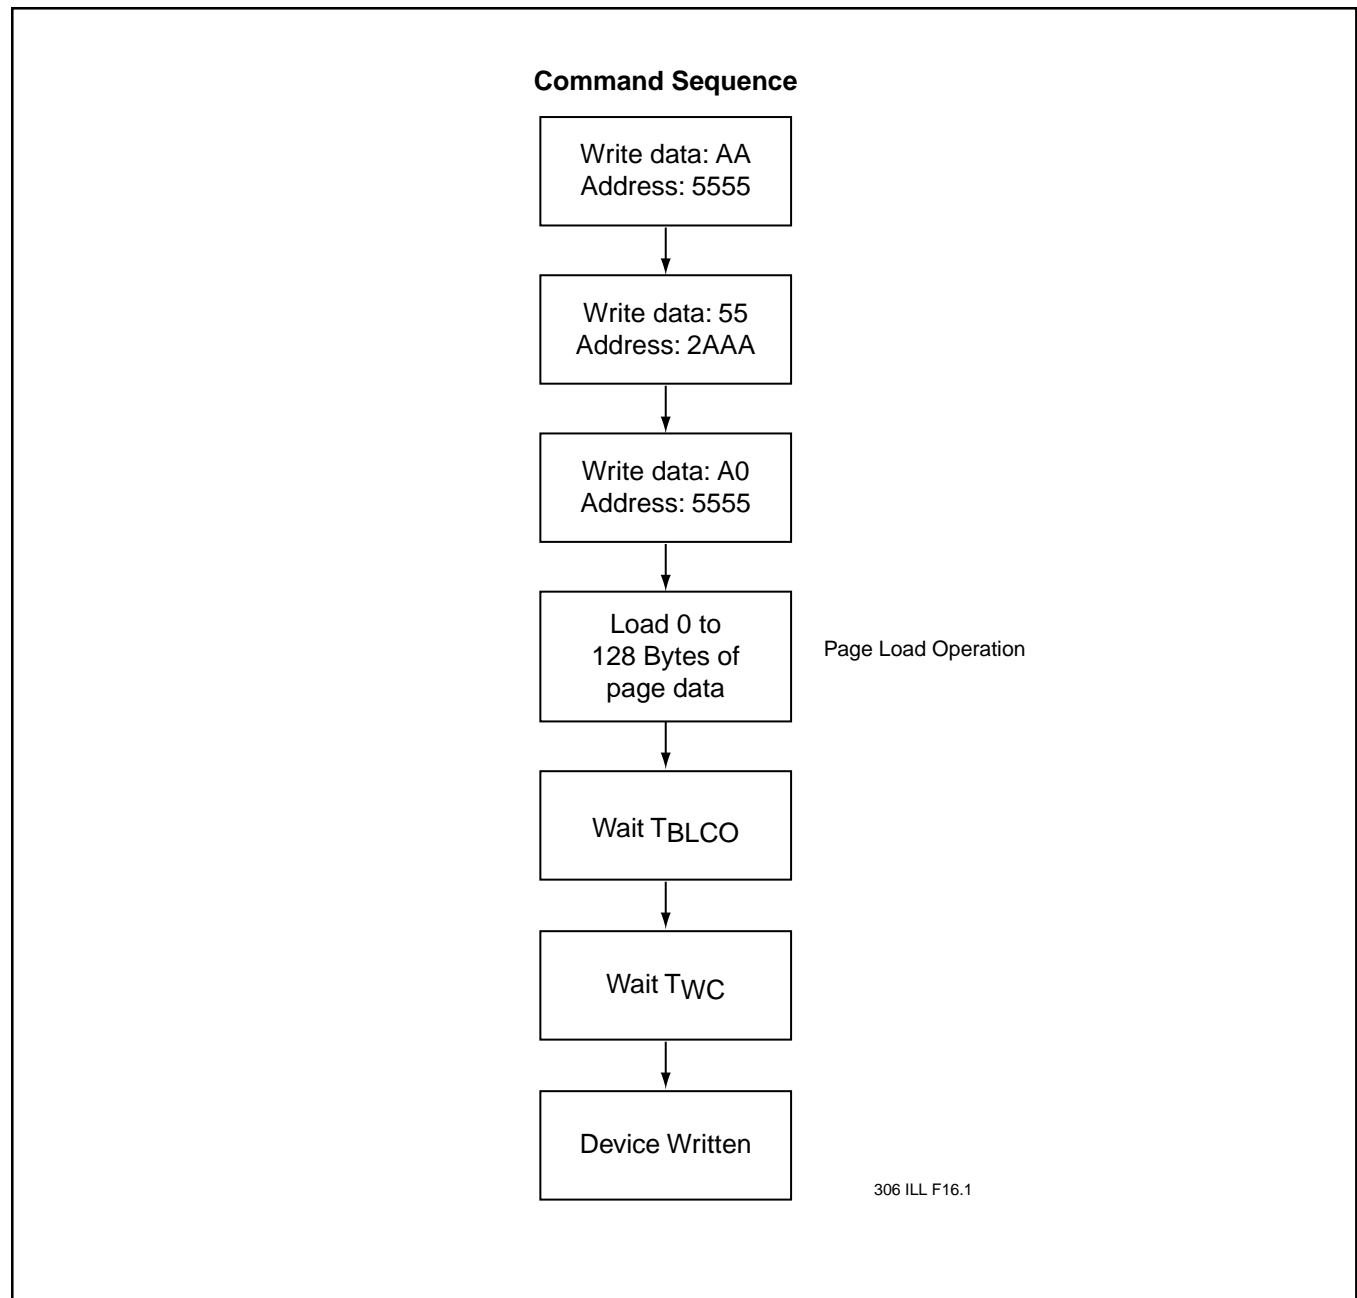 Command Sequence
Write data: AA
Address: 5555
Write data: 55
Address: 2AAA
Write data: A0
Address: 5555
Load 0 to
128 Bytes of
page data
Page Load Operation
Wait TBLCO
Wait TWC
Device Written
306 ILL F16.1